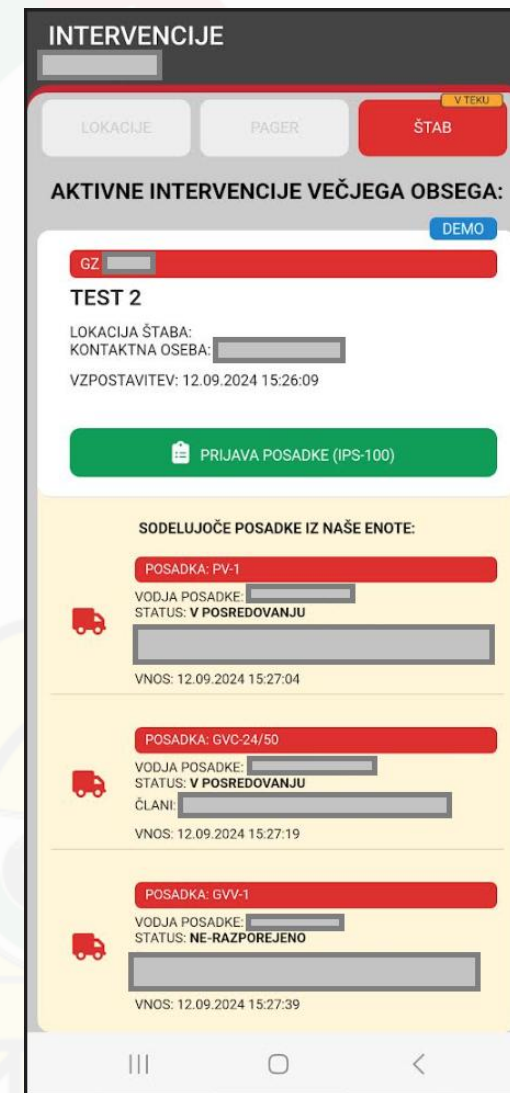 INTERVENCIJE
V TEKU
LOKACIJE PAGER ŠTAB
AKTIVNE INTERVENCIJE VEČJEGA OBSEGA:
DEMO
GZ
TEST 2
LOKACIJA ŠTABA:
KONTAKTNA OSEBA:
VZPOSTAVITEV: 12.09.2024 15:26:09
PRIJAVA POSADKE (IPS-100)
SODELUJOČE POSADKE IZ NAŠE ENOTE:
POSADKA: PV-1
VODJA POSADKE:
STATUS: V POSREDOVANJU
VNOS: 12.09.2024 15:27:04
POSADKA: GVC-24/50
VODJA POSADKE:
STATUS: V POSREDOVANJU
ČLANI:
VNOS: 12.09.2024 15:27:19
POSADKA: GVV-1
VODJA POSADKE:
STATUS: NE-RAZPOREJENO
VNOS: 12.09.2024 15:27:39